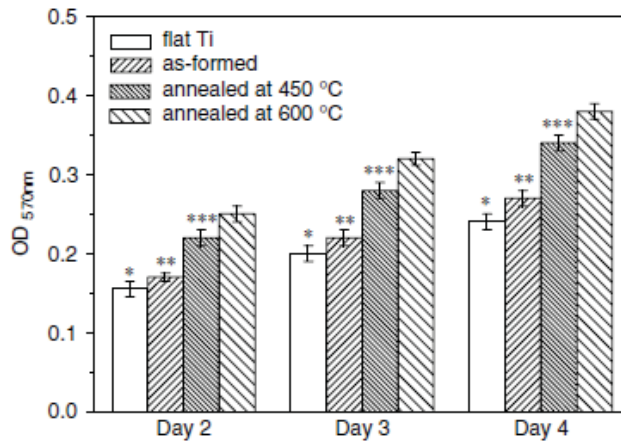 0.5
0.4
0.3
0.2
0.1
0.0
OD 570nm
flat Ti
as-formed
annealed at 450 °C
annealed at 600 °C
* ** ***
* ** ***
* ** ***
Day 2 Day 3 Day 4